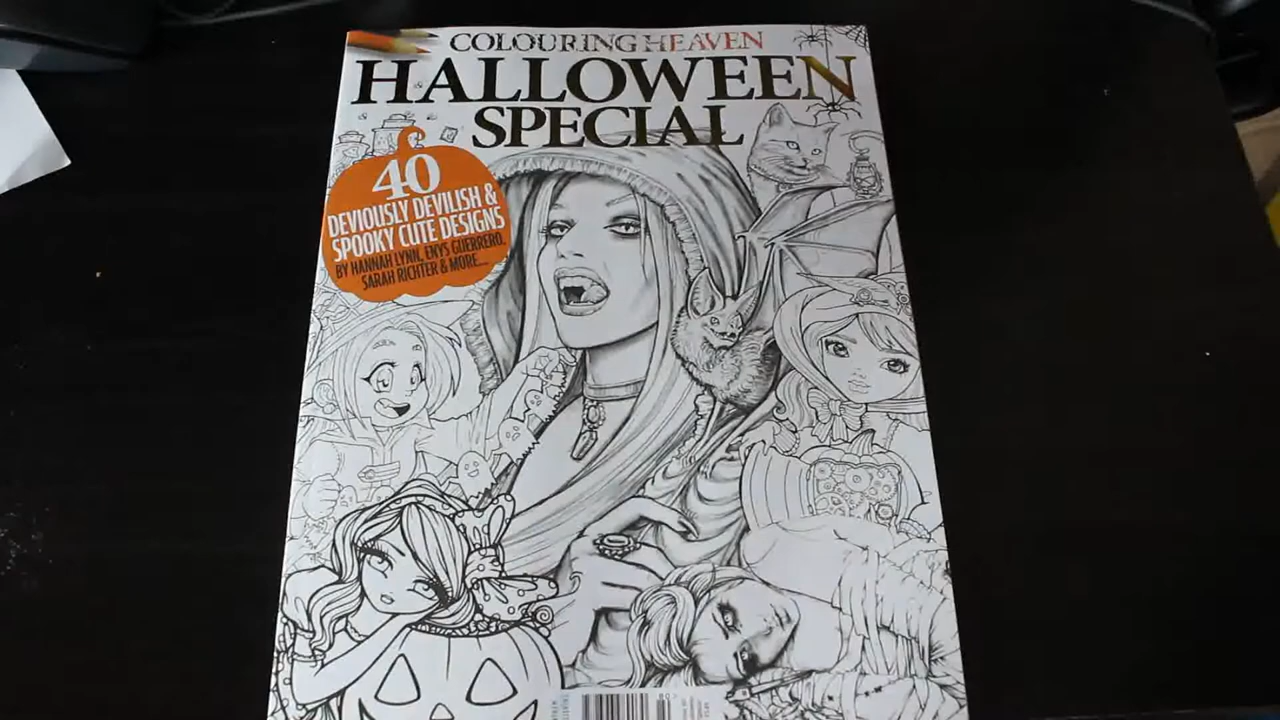 COLOURING HEAVEN
HALLOWEEN
SPECIAL
40
DEVIOUSLY DEVILISH &
SPOOKY CUTE DESIGNS
BY HANNAH LYNN, ENYS GUERRERO,
SARAH RICHTER & MORE...